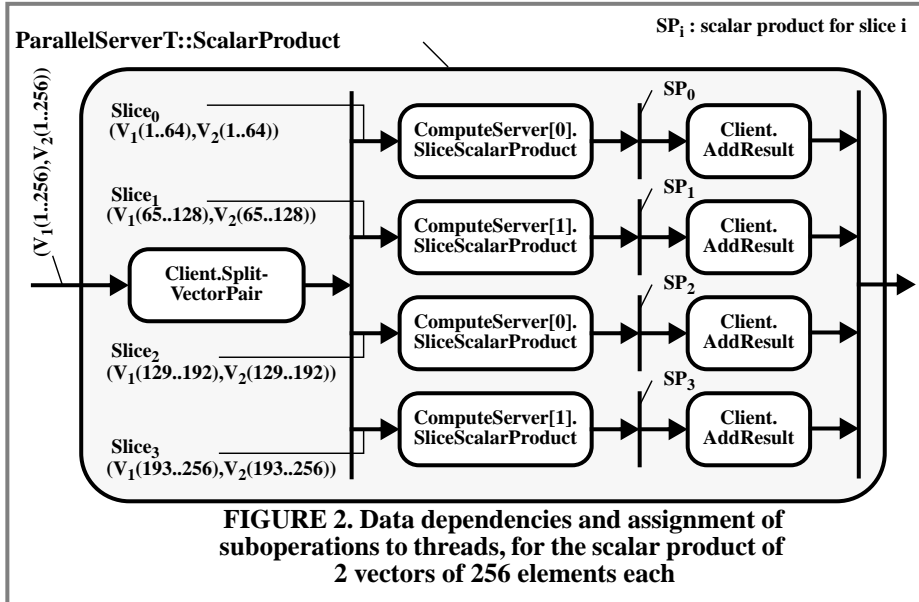 ParallelServerT::ScalarProduct
SPi : scalar product for slice i
(V1(1..256),V2(1..256))
Slice0
(V1(1..64),V2(1..64))
ComputeServer[0].
SliceScalarProduct
SP0
Client.
AddResult
Slice1
(V1(65..128),V2(65..128))
ComputeServer[1].
SliceScalarProduct
SP1
Client.
AddResult
Client.Split-
VectorPair
Slice2
(V1(129..192),V2(129..192))
ComputeServer[0].
SliceScalarProduct
SP2
Client.
AddResult
Slice3
(V1(193..256),V2(193..256))
ComputeServer[1].
SliceScalarProduct
SP3
Client.
AddResult
FIGURE 2. Data dependencies and assignment of
suboperations to threads, for the scalar product of
2 vectors of 256 elements each